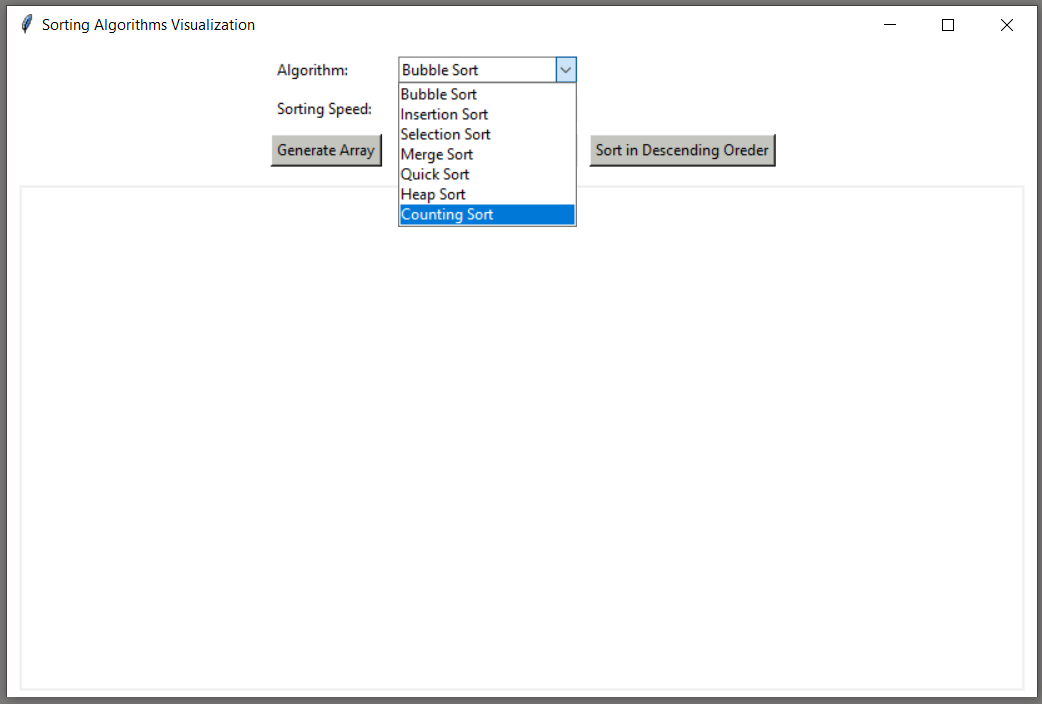 Sorting Algorithms Visualization
Algorithm: Bubble Sort
Bubble Sort
Insertion Sort
Sorting Speed:
Selection Sort
Generate Array
Merge Sort
Sort in Descending Oreder
Quick Sort
Heap Sort
Counting Sort